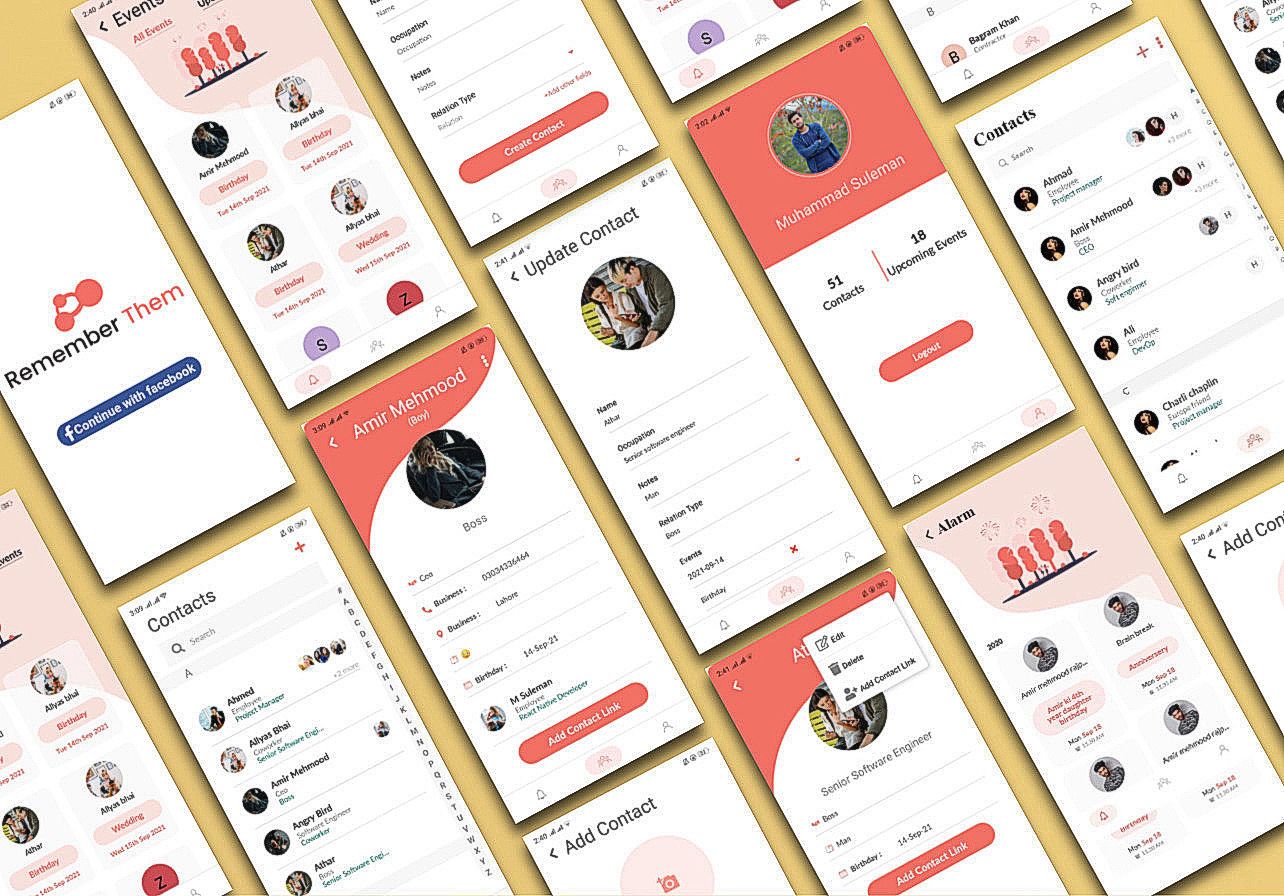 Remember Them
Continue with facebook
2:40
Events
All Events
Amir Mehmood
Birthday
Tue 14th Sep 2021
Allyas bhai
Birthday
Tue 14th Sep 2021
Athar
Birthday
Tue 14th Sep 2021
Allyas bhai
Wedding
Wed 15th Sep 2021
S
Z
Name
Occupation
Occupation
Notes
Notes
Relation Type
Relation
+Add other fields
Create Contact
S
B
Bagram Khan
Contractor
B
2:02
Muhammad Suleman
51
Contacts
18
Upcoming Events
Logout
Contacts
Search
Ahmad
Employee
Project manager
H
+3 more
Amir Mehmood
Boss
CEO
H
+3 more
Angry bird
Coworker
Soft enginner
H
Ali
Employee
DevOp
H
C
Charli chaplin
Europe friend
Project manager
2:41
Update Contact
Name
Athar
Occupation
Senior software engineer
Notes
Man
Relation Type
Boss
Events
2021-09-14
Birthday
3:09
Amir Mehmood
(Boy)
Boss
Ceo
Business :
03034336464
Business :
Lahore
Birthday :
14-Sep-21
M Suleman
Employee
React Native Developer
Add Contact Link
3:09
Contacts
Search
A
Ahmed
Employee
Project Manager
+2 more
Allyas Bhai
Coworker
Senior Software Engi...
Amir Mehmood
Ceo
Boss
Angry Bird
Software Engineer
Coworker
Athar
Boss
Senior Software Engi...
#
A
B
C
D
E
F
G
H
I
J
K
L
M
N
O
P
Q
R
S
T
U
V
W
X
Y
Z
Allyas bhai
Birthday
Tue 14th Sep 2021
Athar
Birthday
Allyas bhai
Wedding
Wed 15th Sep 2021
Z
2:40
Add Contact
2:41
At
Edit
Delete
Add Contact Link
Senior Software Engineer
Boss
Man
Birthday :
14-Sep-21
Add Contact Link
Alarm
2020
Amir mehmood rajp...
Amir ki 4th
year daughter
birthday
Mon Sep 18
11:30 AM
Brain break
Anniversery
Mon Sep 18
11:30 AM
Amir mehmood rajp...
Birthday
Mon Sep 18
11:30 AM
Mon Sep 18
11:30 AM
2:40
Add Con